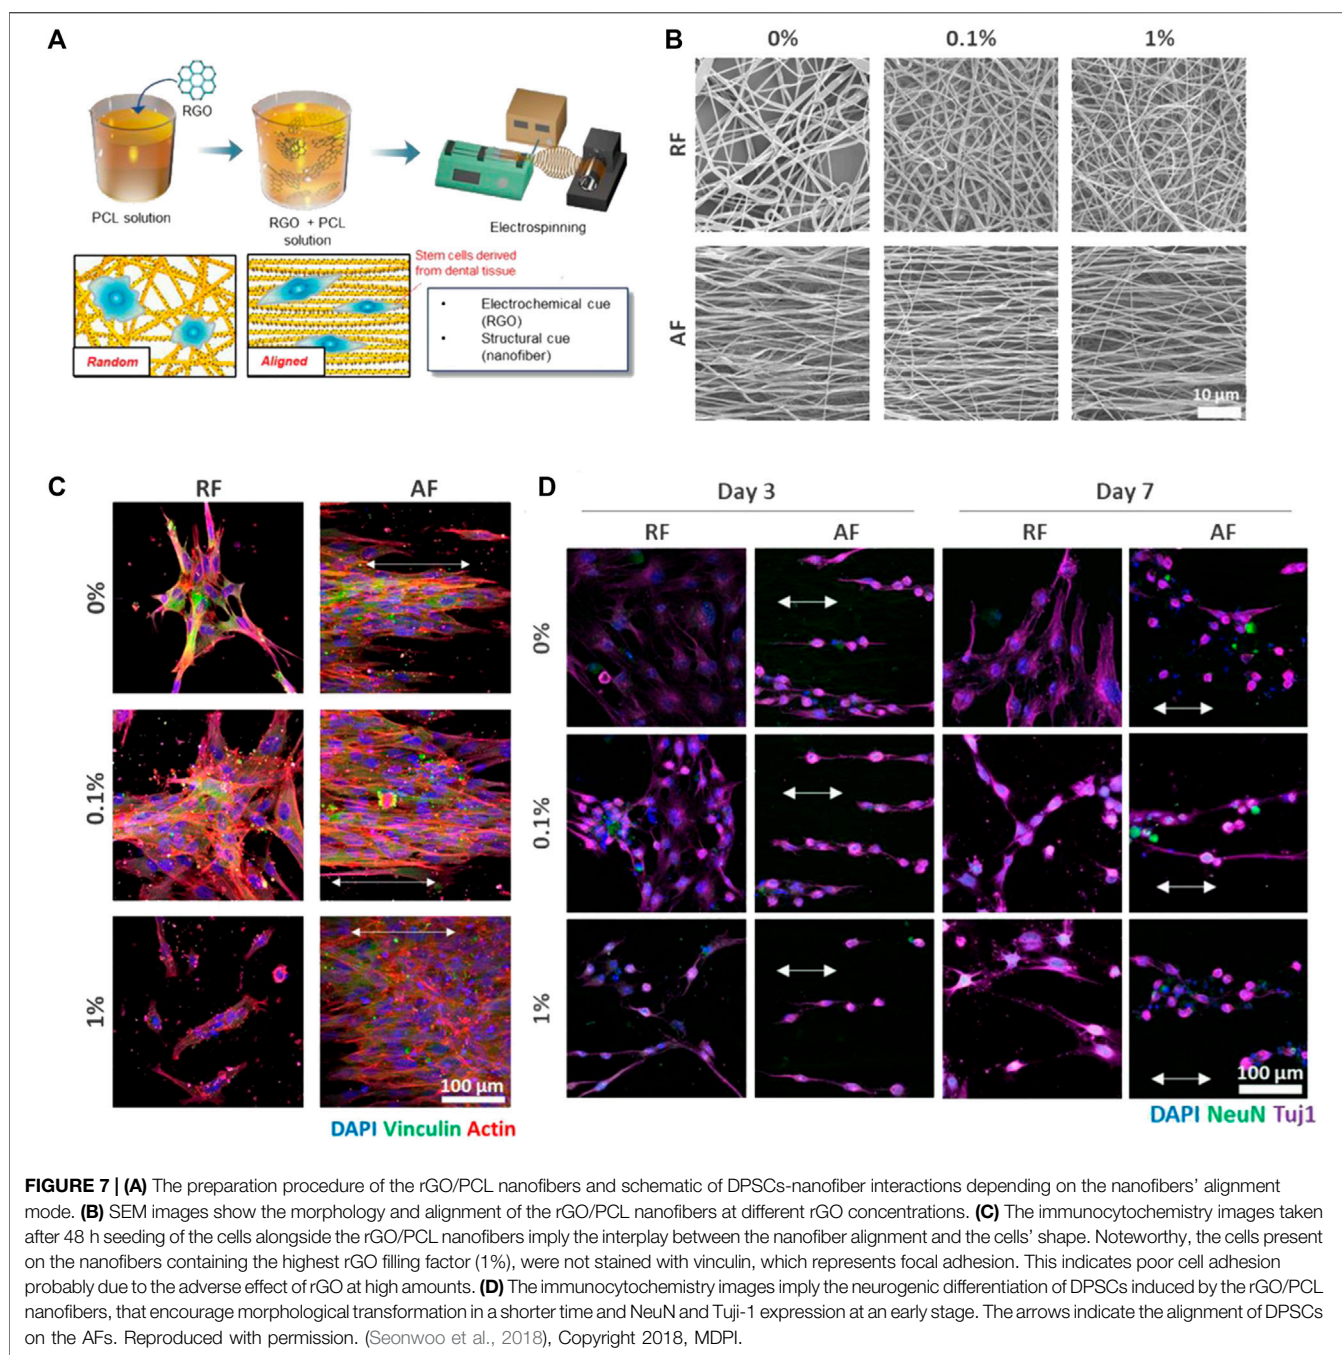 A
RGO
PCL solution
RGO + PCL
solution
Electrospinning
Stem cells derived
from dental tissue
Random
Aligned
• Electrochemical cue
(RGO)
• Structural cue
(nanofiber)
B
0% 0.1% 1%
RF
AF
10 µm
C
RF AF
0%
0.1%
1%
100 µm
DAPI Vinculin Actin
D
Day 3 Day 7
RF AF RF AF
0%
0.1%
1%
100 µm
DAPI NeuN Tuj1
FIGURE 7 | (A) The preparation procedure of the rGO/PCL nanofibers and schematic of DPSCs-nanofiber interactions depending on the nanofibers' alignment
mode. (B) SEM images show the morphology and alignment of the rGO/PCL nanofibers at different rGO concentrations. (C) The immunocytochemistry images taken
after 48 h seeding of the cells alongside the rGO/PCL nanofibers imply the interplay between the nanofiber alignment and the cells' shape. Noteworthy, the cells present
on the nanofibers containing the highest rGO filling factor (1%), were not stained with vinculin, which represents focal adhesion. This indicates poor cell adhesion
probably due to the adverse effect of rGO at high amounts. (D) The immunocytochemistry images imply the neurogenic differentiation of DPSCs induced by the rGO/PCL
nanofibers, that encourage morphological transformation in a shorter time and NeuN and Tuji-1 expression at an early stage. The arrows indicate the alignment of DPSCs
on the AFs. Reproduced with permission. (Seonwoo et al., 2018), Copyright 2018, MDPI.